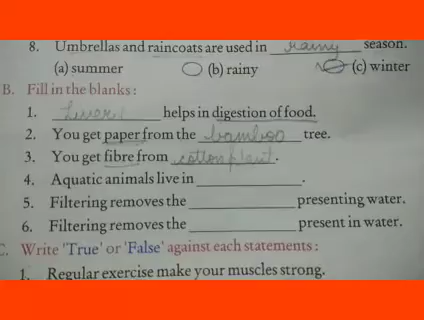 8. Umbrellas and raincoats are used in rainy season.
(a) summer (b) rainy (c) winter
B. Fill in the blanks :
1. Liver helps in digestion of food.
2. You get paper from the bamboo tree.
3. You get fibre from cotton plant.
4. Aquatic animals live in ____________.
5. Filtering removes the ____________ presenting water.
6. Filtering removes the ____________ present in water.
C. Write 'True' or 'False' against each statements :
1. Regular exercise make your muscles strong.